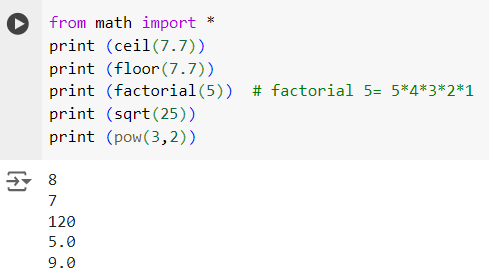 from math import *
print (ceil(7.7))
print (floor(7.7))
print (factorial(5))  # factorial 5= 5*4*3*2*1
print (sqrt(25))
print (pow(3,2))
8
7
120
5.0
9.0